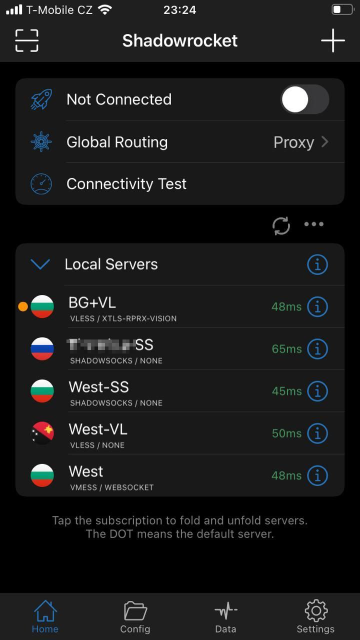 T-Mobile CZ 23:24
Shadowrocket
Not Connected
Global Routing Proxy
Connectivity Test
Local Servers
BG+VL 48ms
VLESS / XTLS-RPRX-VISION
SS 65ms
SHADOWSOCKS / NONE
West-SS 45ms
SHADOWSOCKS / NONE
West-VL 50ms
VLESS / NONE
West 48ms
VMESS / WEBSOCKET
Tap the subscription to fold and unfold servers.
The DOT means the default server.
Home Config Data Settings